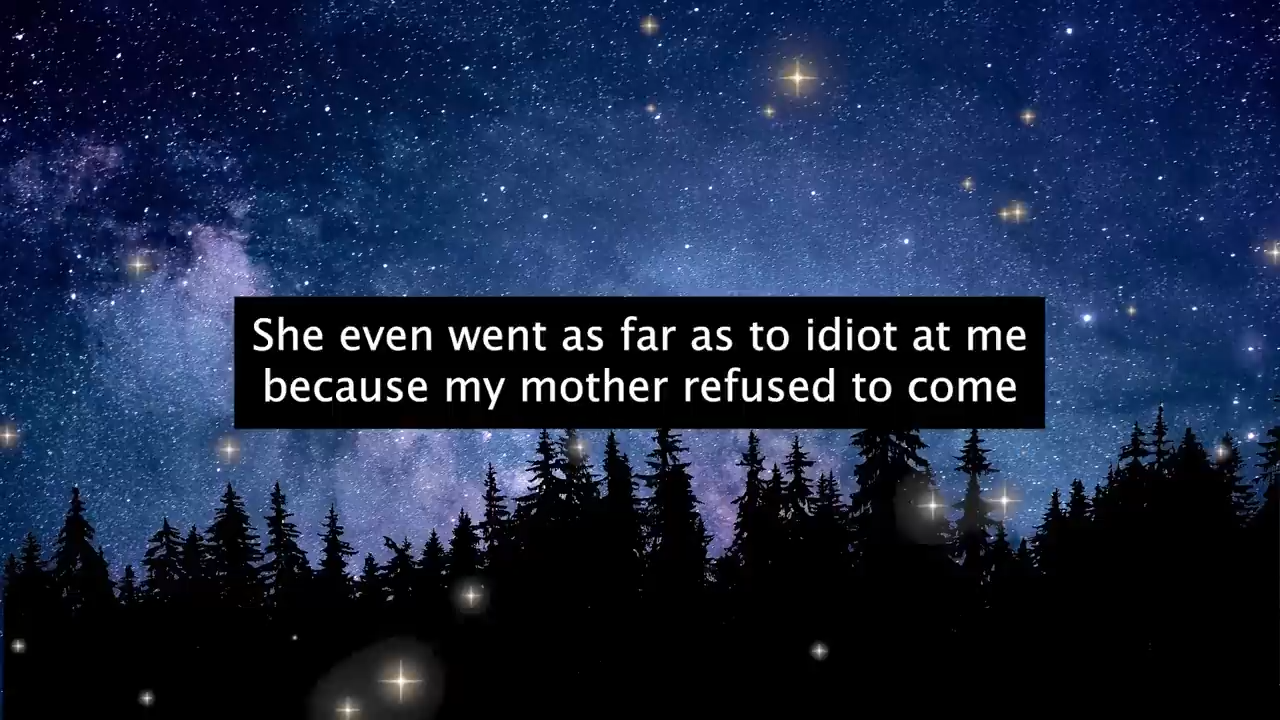 She even went as far as to idiot at me
because my mother refused to come